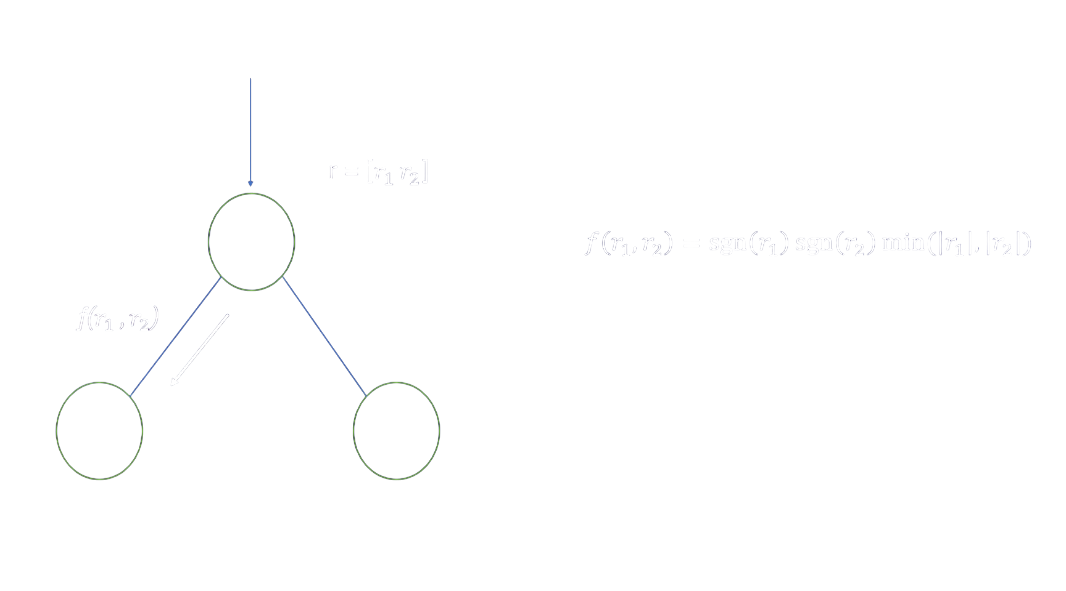 r = [r₁ r₂]
f(r₁, r₂) = sgn(r₁) sgn(r₂) min(|r₁|, |r₂|)
f(r₁, r₂)